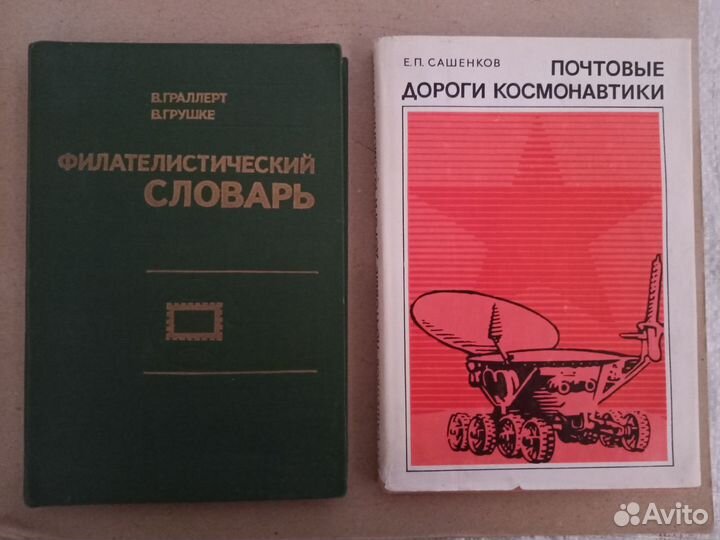 В. ГРАЛЛЕРТ
В. ГРУШКЕ
ФИЛАТЕЛИСТИЧЕСКИЙ
СЛОВАРЬ
Е. П. САШЕНКОВ
ПОЧТОВЫЕ
ДОРОГИ КОСМОНАВТИКИ
Avito